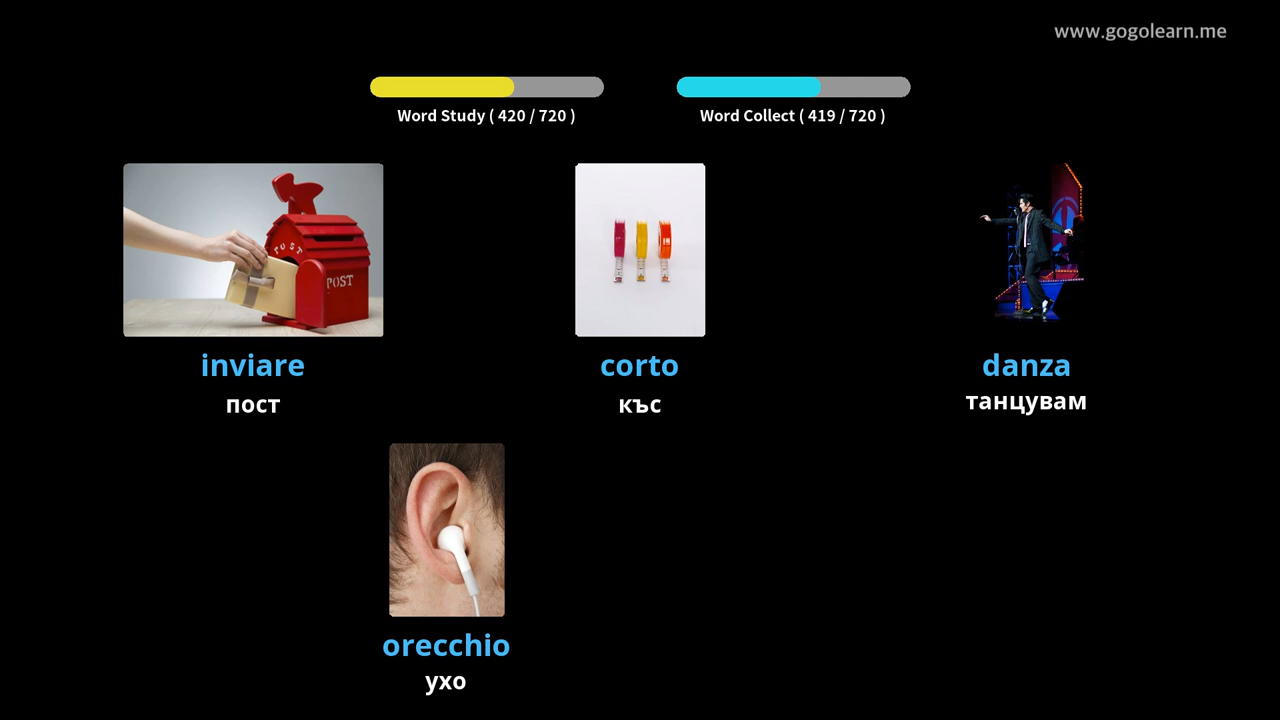 www.gogolearn.me
Word Study ( 420 / 720 )
Word Collect ( 419 / 720 )
POST
POST
inviare
corto
danza
пост
къс
танцувам
orecchio
ухо